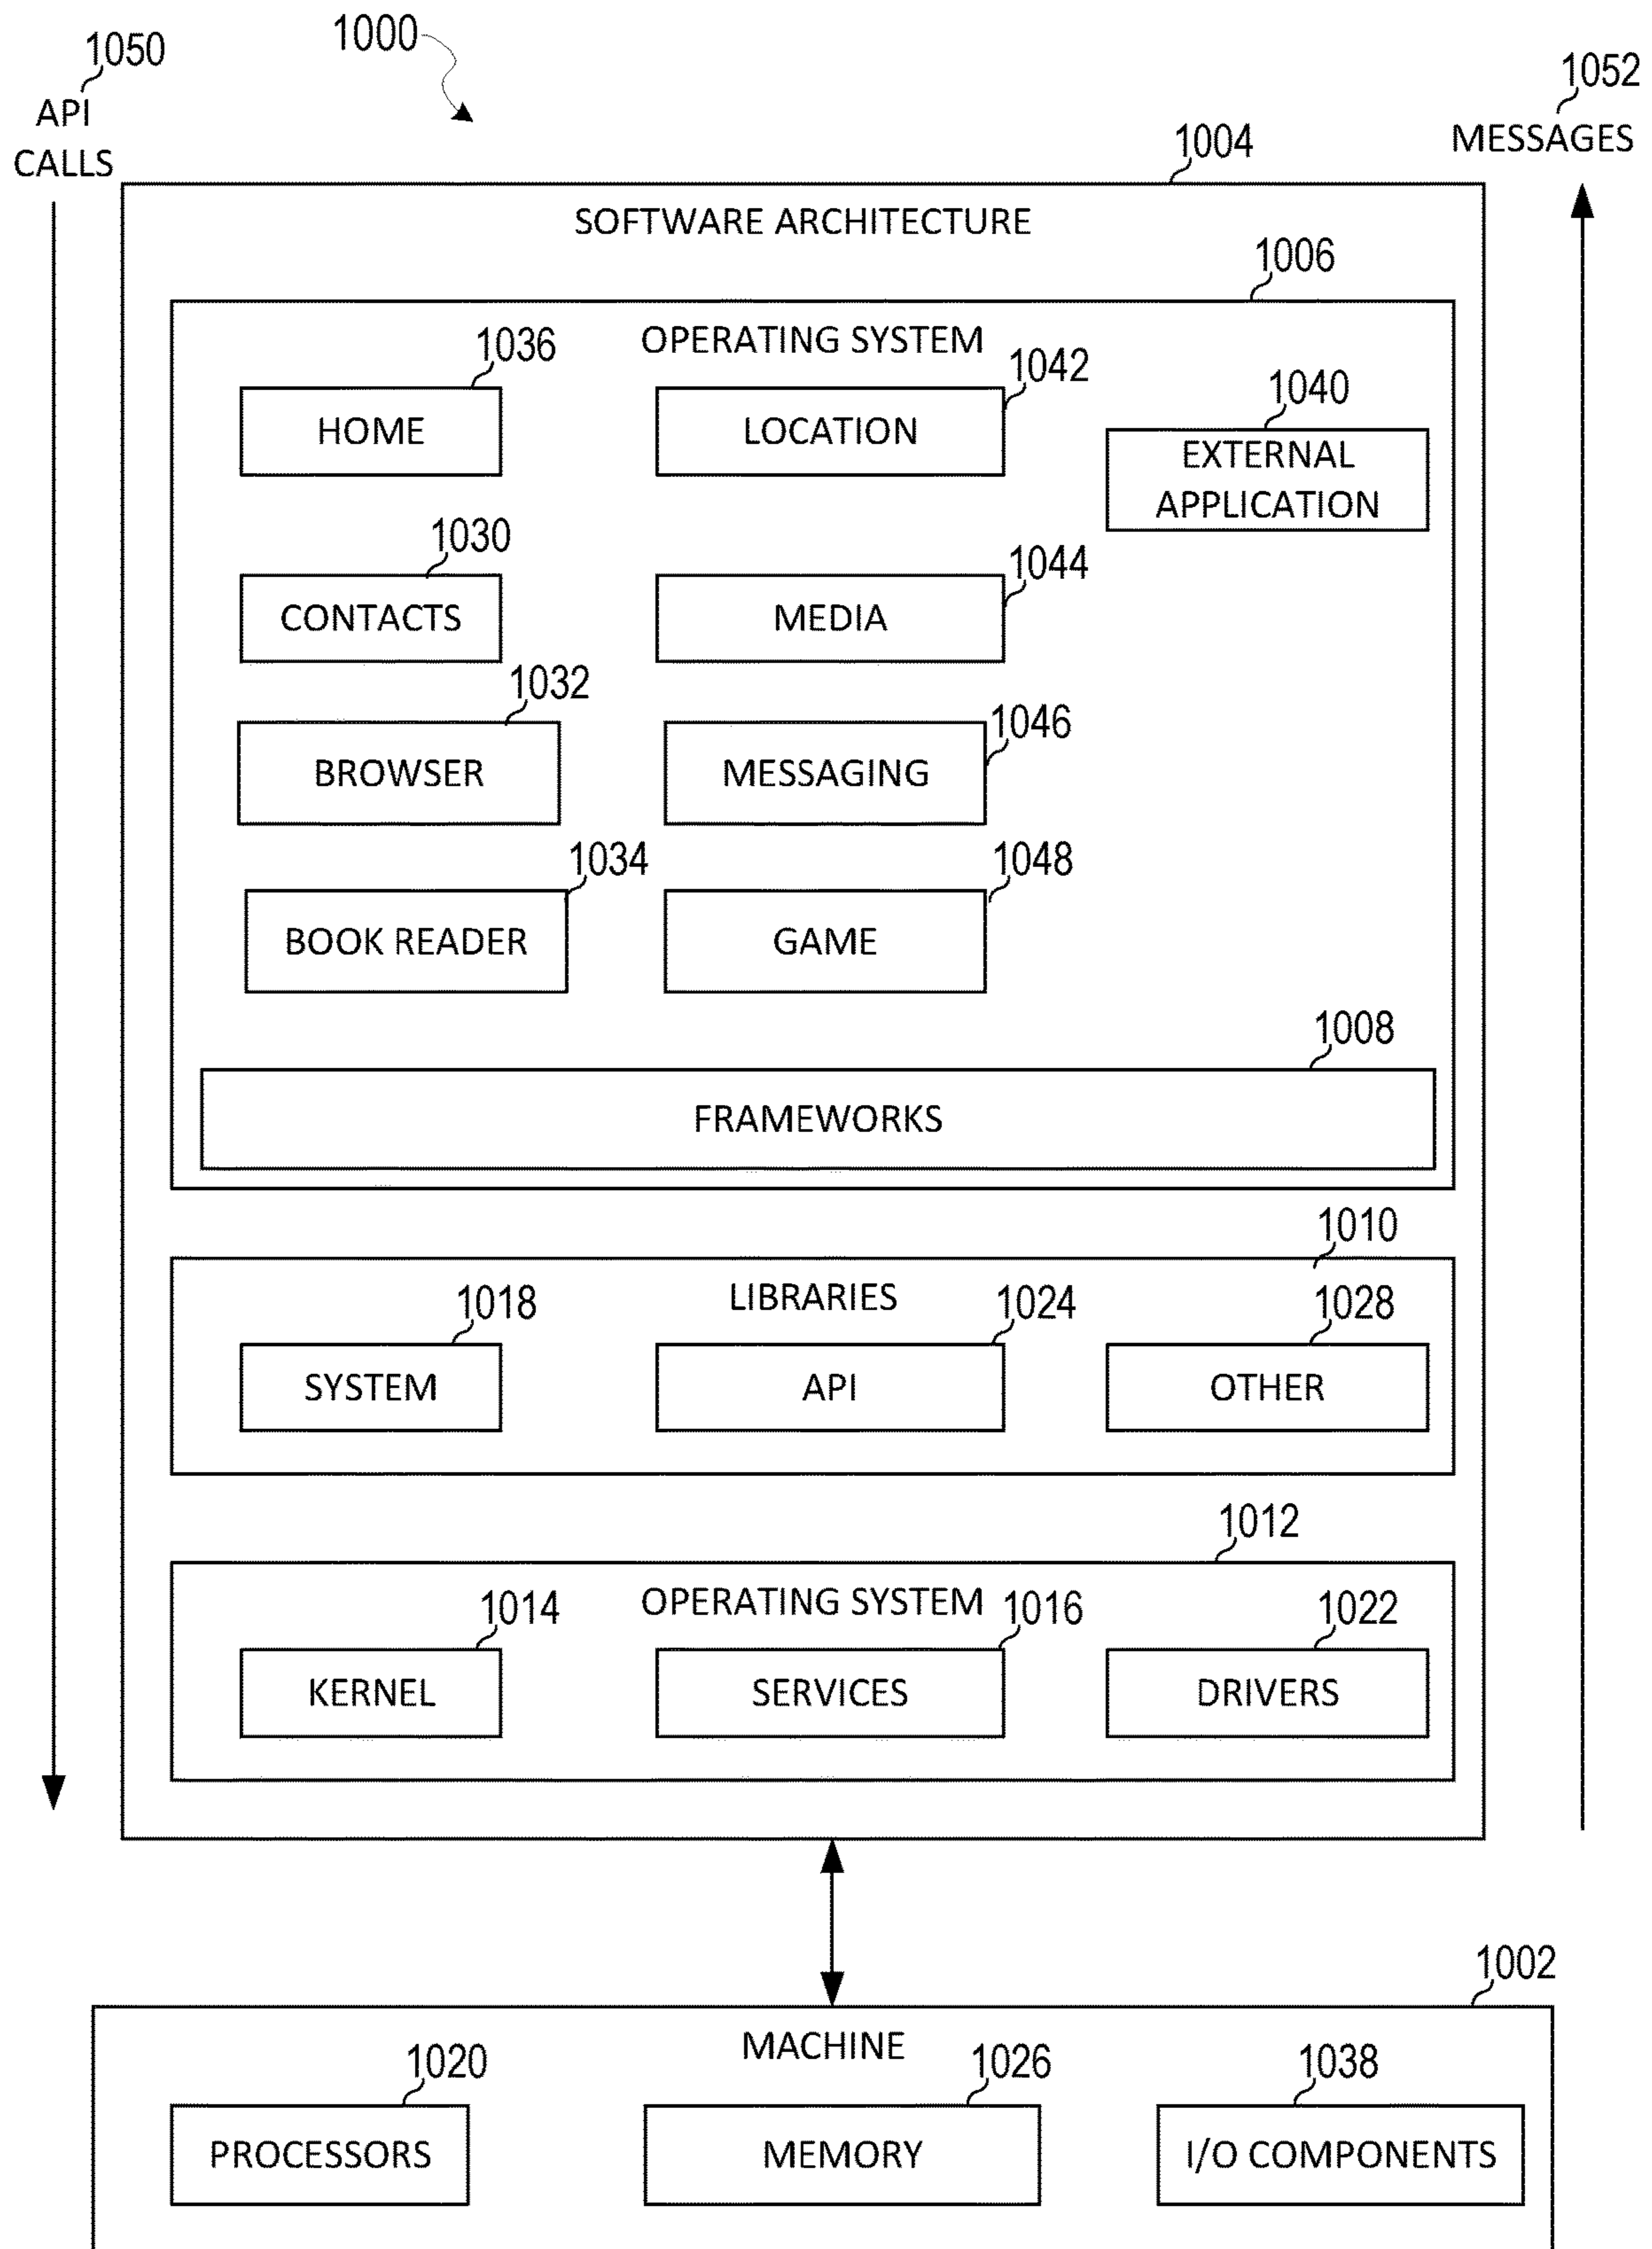 1050
1000
1052
API
CALLS
MESSAGES
1004
SOFTWARE ARCHITECTURE
1006
OPERATING SYSTEM
1036
1042
1040
HOME
LOCATION
EXTERNAL
APPLICATION
1030
1044
CONTACTS
MEDIA
1032
1046
BROWSER
MESSAGING
1034
1048
BOOK READER
GAME
1008
FRAMEWORKS
1010
LIBRARIES
1018
1024
1028
SYSTEM
API
OTHER
1012
OPERATING SYSTEM
1014
1016
1022
KERNEL
SERVICES
DRIVERS
1002
MACHINE
1020
1026
1038
PROCESSORS
MEMORY
I/O COMPONENTS